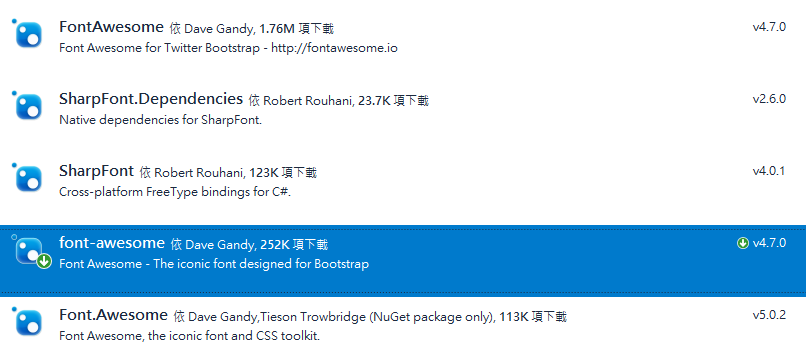 FontAwesome 依 Dave Gandy, 1.76M 項下載 v4.7.0
Font Awesome for Twitter Bootstrap - http://fontawesome.io
SharpFont.Dependencies 依 Robert Rouhani, 23.7K 項下載 v2.6.0
Native dependencies for SharpFont.
SharpFont 依 Robert Rouhani, 123K 項下載 v4.0.1
Cross-platform FreeType bindings for C#.
font-awesome 依 Dave Gandy, 252K 項下載 v4.7.0
Font Awesome - The iconic font designed for Bootstrap
Font.Awesome 依 Dave Gandy,Tieson Trowbridge (NuGet package only), 113K 項下載 v5.0.2
Font Awesome, the iconic font and CSS toolkit.